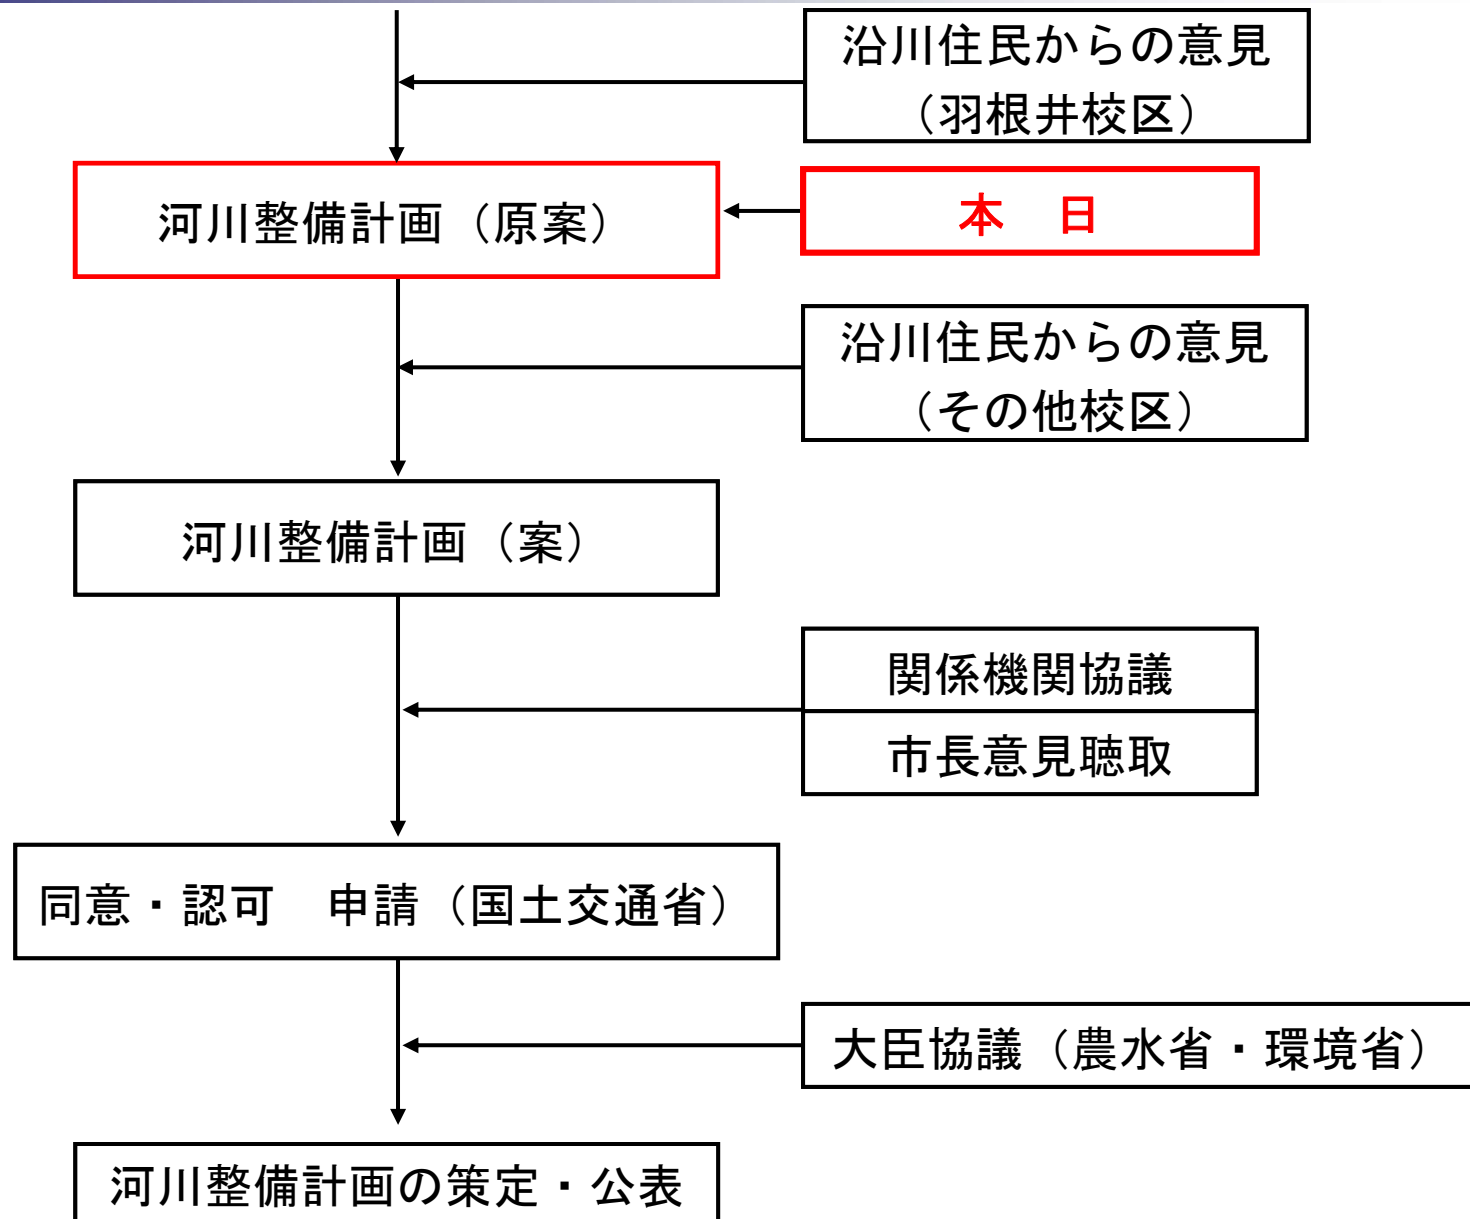 沿川住民からの意見
（羽根井校区）
河川整備計画（原案）
本　日
沿川住民からの意見
（その他校区）
河川整備計画（案）
関係機関協議
市長意見聴取
同意・認可　申請（国土交通省）
大臣協議（農水省・環境省）
河川整備計画の策定・公表